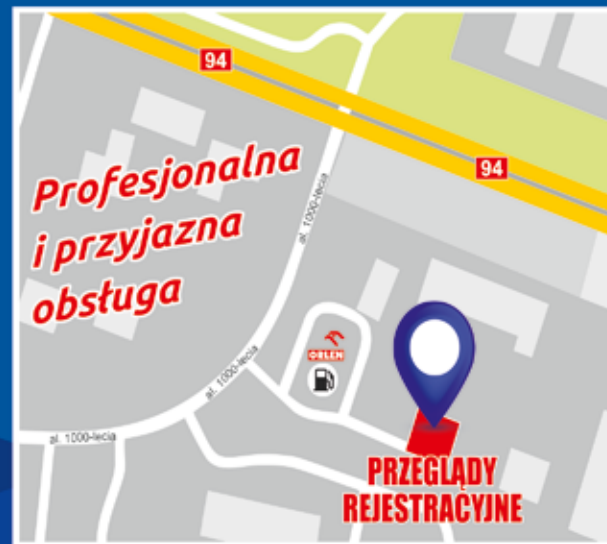 94
94
Profesjonalna
i przyjazna
obsługa
al. 1000-lecia
al. 1000-lecia
al. 1000-lecia
ORLEN
PRZEGLĄDY
REJESTRACYJNE